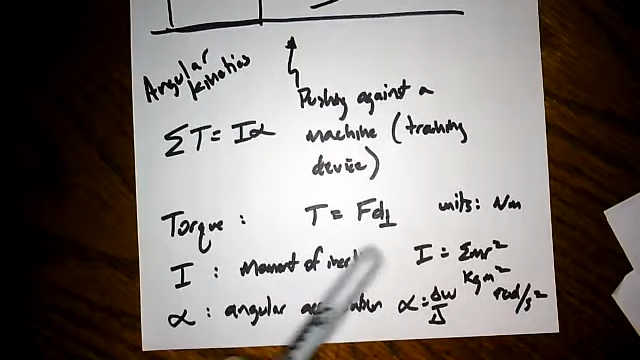 Angular
kinetics
Pushing against a
machine (training
device)
ΣT = Iα
Torque : T = Fd⊥ units: Nm
I : Moment of I = Σmr²
kgm²
α : angular α = Δω rad/s²